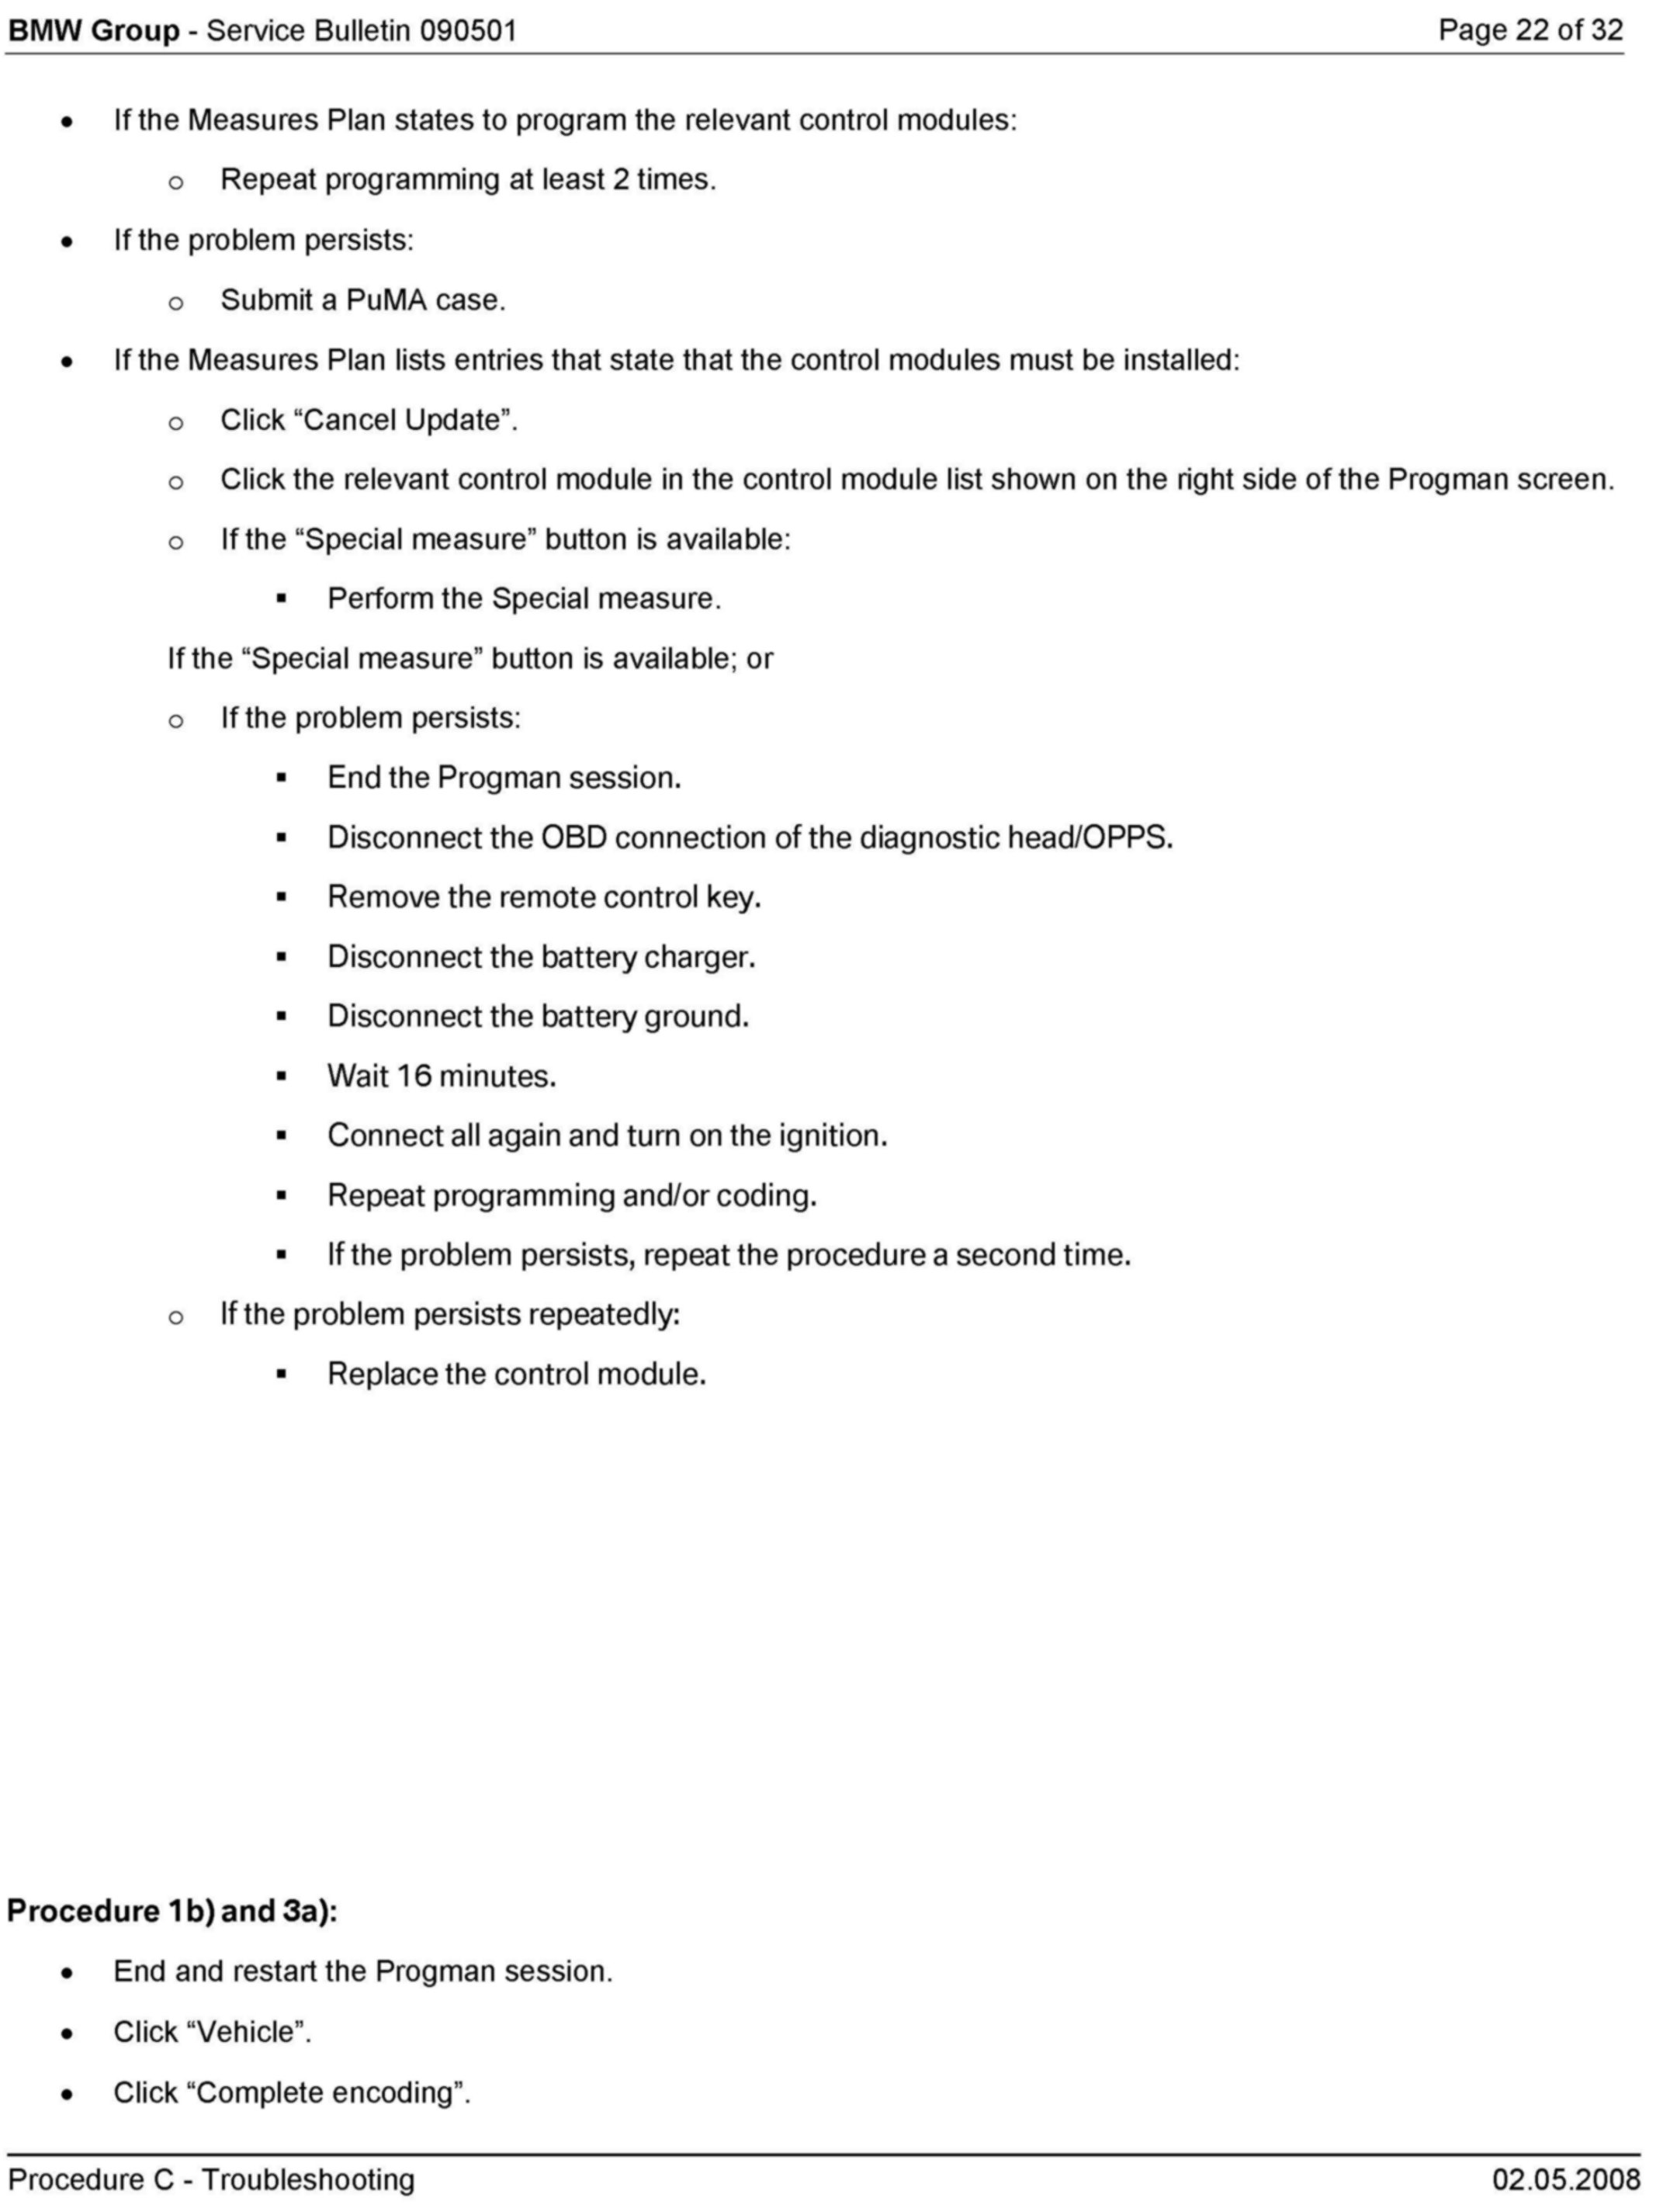 BMW Group - Service Bulletin 090501 Page 22 of 32
• If the Measures Plan states to program the relevant control modules:
o Repeat programming at least 2 times.
• If the problem persists:
o Submit a PuMA case.
• If the Measures Plan lists entries that state that the control modules must be installed:
o Click “Cancel Update”.
o Click the relevant control module in the control module list shown on the right side of the Progman screen.
o If the “Special measure” button is available:
▪ Perform the Special measure.
If the “Special measure” button is available; or
o If the problem persists:
▪ End the Progman session.
▪ Disconnect the OBD connection of the diagnostic head/OPPS.
▪ Remove the remote control key.
▪ Disconnect the battery charger.
▪ Disconnect the battery ground.
▪ Wait 16 minutes.
▪ Connect all again and turn on the ignition.
▪ Repeat programming and/or coding.
▪ If the problem persists, repeat the procedure a second time.
o If the problem persists repeatedly:
▪ Replace the control module.
Procedure 1b) and 3a):
• End and restart the Progman session.
• Click “Vehicle”.
• Click “Complete encoding”.
Procedure C - Troubleshooting 02.05.2008